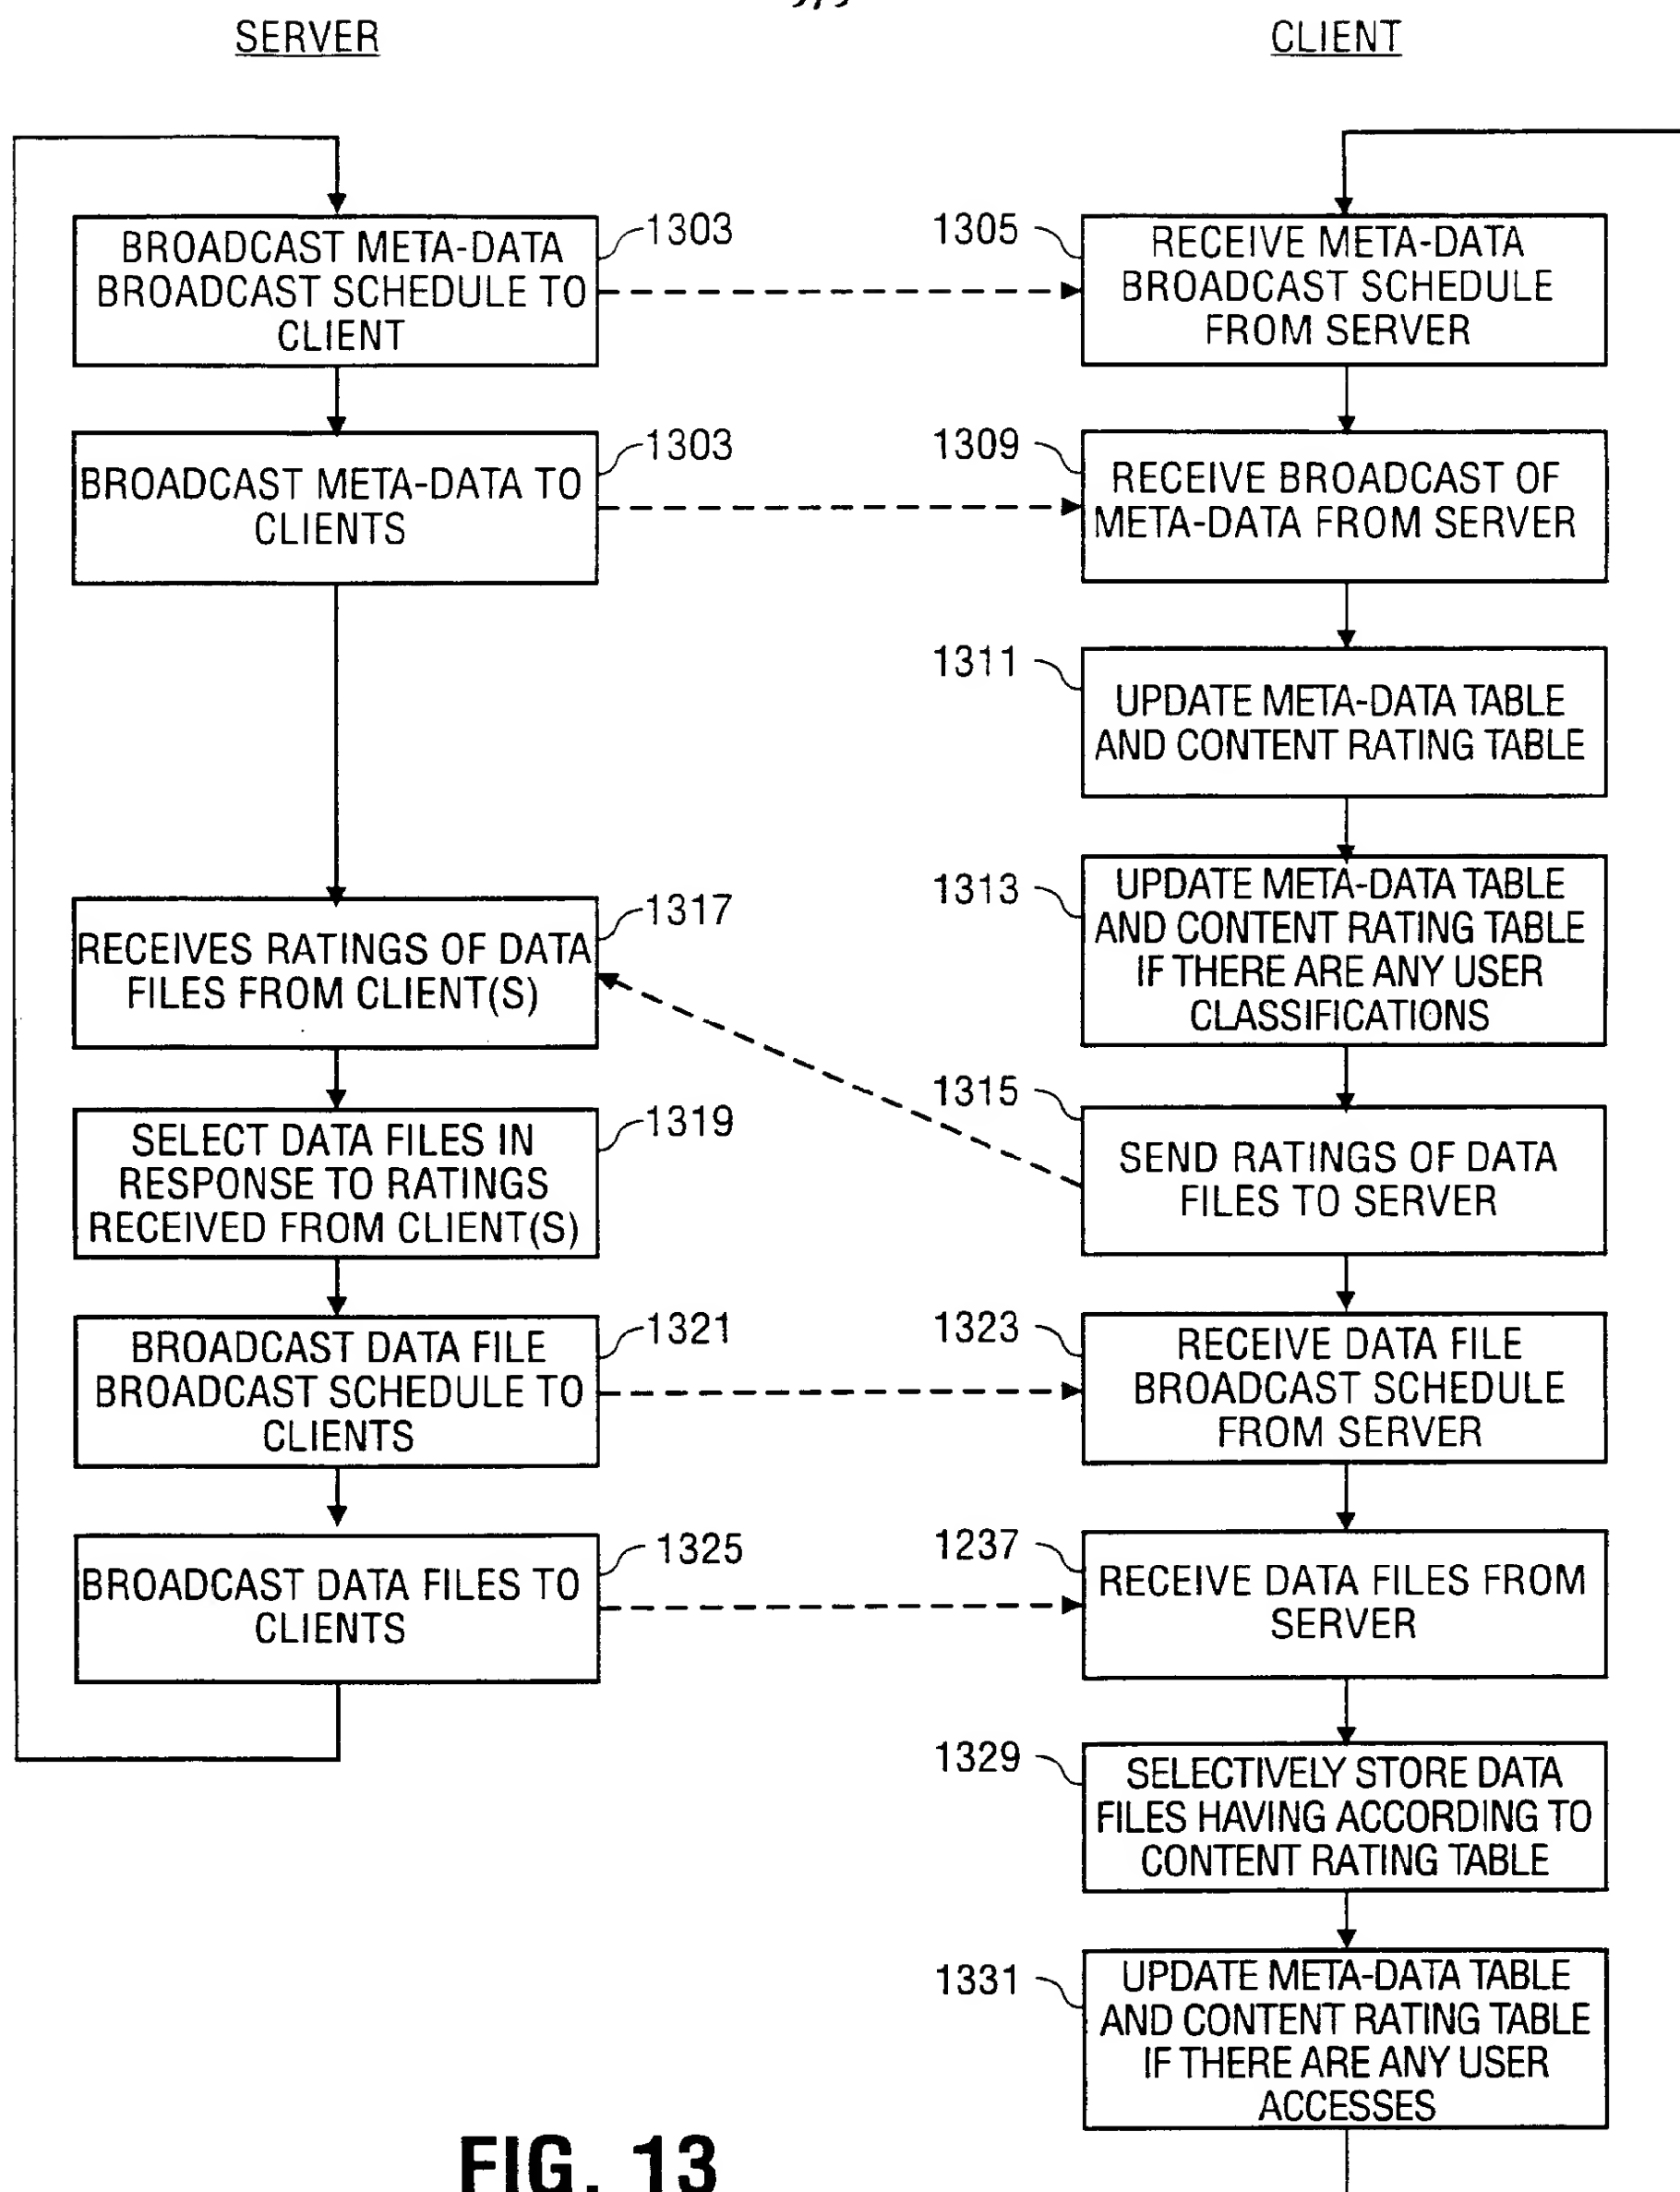 SERVER
CLIENT
BROADCAST META-DATA
BROADCAST SCHEDULE TO
CLIENT
1303
1305
RECEIVE META-DATA
BROADCAST SCHEDULE
FROM SERVER
BROADCAST META-DATA TO
CLIENTS
1303
1309
RECEIVE BROADCAST OF
META-DATA FROM SERVER
1311
UPDATE META-DATA TABLE
AND CONTENT RATING TABLE
1313
UPDATE META-DATA TABLE
AND CONTENT RATING TABLE
IF THERE ARE ANY USER
CLASSIFICATIONS
RECEIVES RATINGS OF DATA
FILES FROM CLIENT(S)
1317
1315
SEND RATINGS OF DATA
FILES TO SERVER
SELECT DATA FILES IN
RESPONSE TO RATINGS
RECEIVED FROM CLIENT(S)
1319
BROADCAST DATA FILE
BROADCAST SCHEDULE TO
CLIENTS
1321
1323
RECEIVE DATA FILE
BROADCAST SCHEDULE
FROM SERVER
BROADCAST DATA FILES TO
CLIENTS
1325
1237
RECEIVE DATA FILES FROM
SERVER
1329
SELECTIVELY STORE DATA
FILES HAVING ACCORDING TO
CONTENT RATING TABLE
1331
UPDATE META-DATA TABLE
AND CONTENT RATING TABLE
IF THERE ARE ANY USER
ACCESSES
FIG. 13